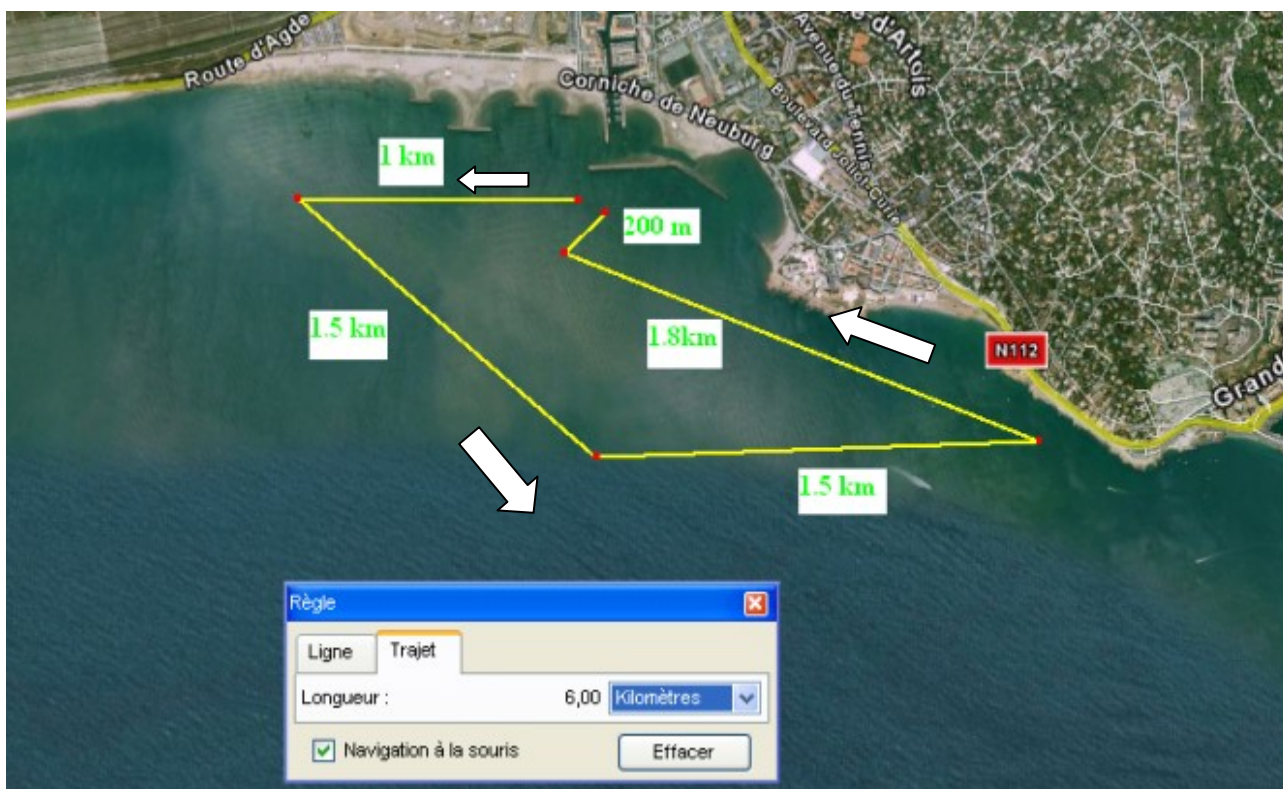 Route d'Agde
Corniche de Neuburg
Avenue du Tennis
d'Artois
Boulevard Joliot-Curie
1 km
200 m
1.5 km
1.8km
N112
Grand
1.5 km
Règle
Ligne
Trajet
Longueur :
6,00
Kilomètres
Navigation à la souris
Effacer